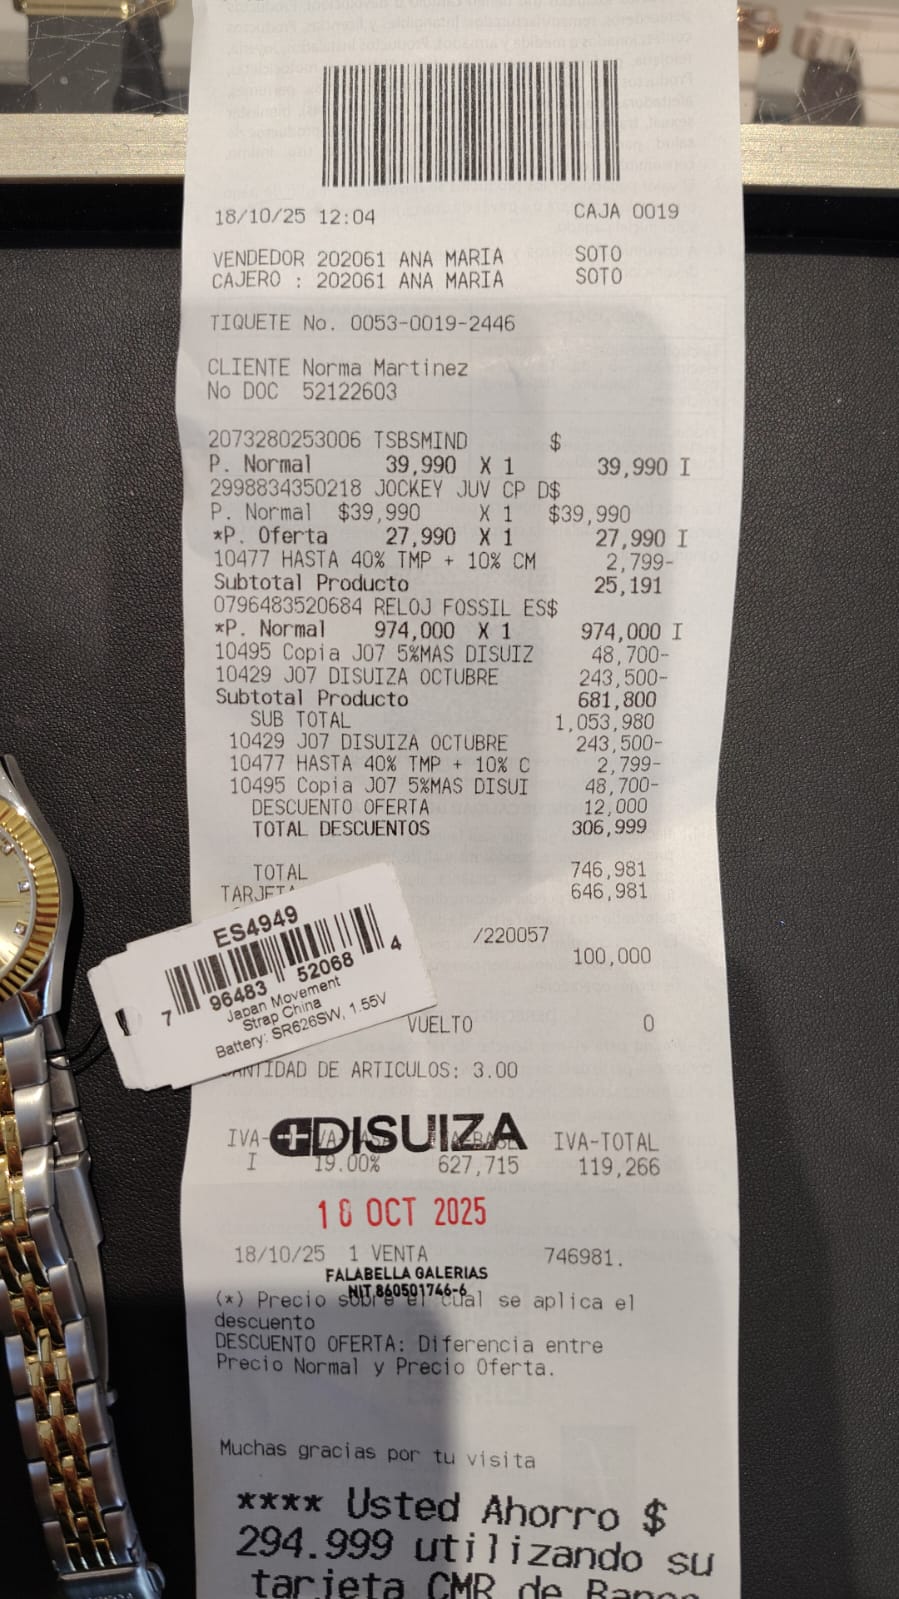 18/10/25 12:04 CAJA 0019
VENDEDOR 202061 ANA MARIA SOTO
CAJERO : 202061 ANA MARIA SOTO
TIQUETE No. 0053-0019-2446
CLIENTE Norma Martinez
No DOC 52122603
2073280253006 TSBSMIND $
P. Normal 39,990 X 1 39,990 I
2998834350218 JOCKEY JUV CP D$
P. Normal $39,990 X 1 $39,990
*P. Oferta 27,990 X 1 27,990 I
10477 HASTA 40% TMP + 10% CM 2,799-
Subtotal Producto 25,191
0796483520684 RELOJ FOSSIL ES$
*P. Normal 974,000 X 1 974,000 I
10495 Copia J07 5%MAS DISUIZ 48,700-
10429 J07 DISUIZA OCTUBRE 243,500-
Subtotal Producto 681,800
SUB TOTAL 1,053,980
10429 J07 DISUIZA OCTUBRE 243,500-
10477 HASTA 40% TMP + 10% C 2,799-
10495 Copia J07 5%MAS DISUI 48,700-
DESCUENTO OFERTA 12,000
TOTAL DESCUENTOS 306,999
TOTAL 746,981
TARJETA 646,981
/220057
100,000
ES4949
7 96483 52068 4
Japan Movement
Strap China
Battery: SR626SW, 1.55V
VUELTO 0
CANTIDAD DE ARTICULOS: 3.00
DISUIZA
IVA- IVA-TOTAL
I 19.00% 627,715 119,266
18 OCT 2025
18/10/25 1 VENTA 746981.
FALABELLA GALERIAS
NIT 860501746-6
(*) Precio sobre el cual se aplica el
descuento
DESCUENTO OFERTA: Diferencia entre
Precio Normal y Precio Oferta.
Muchas gracias por tu visita
**** Usted Ahorro $
294.999 utilizando su
tarjeta CMR de Banco